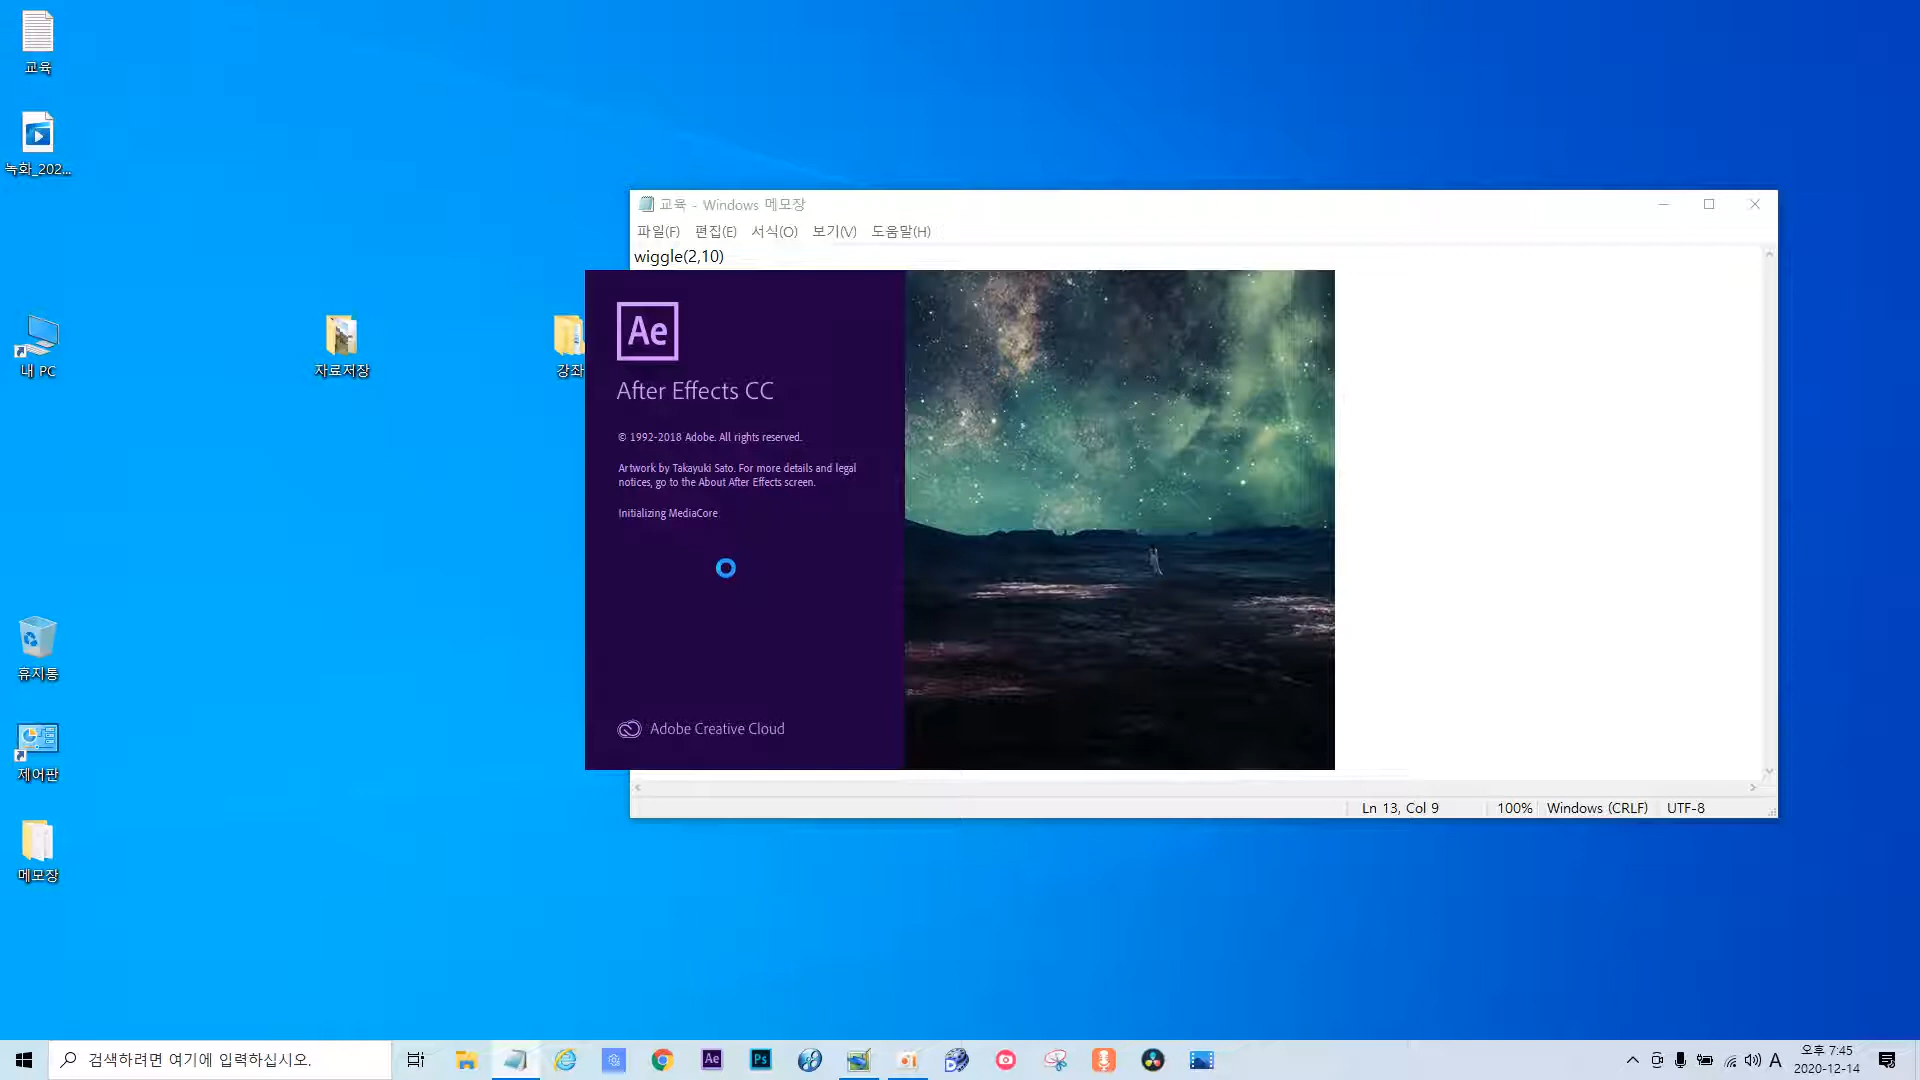 교육
녹화_202...
내 PC
자료저장
강좌
휴지통
제어판
메모장
교육 - Windows 메모장
파일(F) 편집(E) 서식(O) 보기(V) 도움말(H)
wiggle(2,10)
Ae
After Effects CC
© 1992-2018 Adobe. All rights reserved.
Artwork by Takayuki Sato. For more details and legal
notices, go to the About After Effects screen.
Initializing MediaCore
Adobe Creative Cloud
Ln 13, Col 9 100% Windows (CRLF) UTF-8
검색하려면 여기에 입력하십시오.
Ae
Ps
A
오후 7:45
2020-12-14